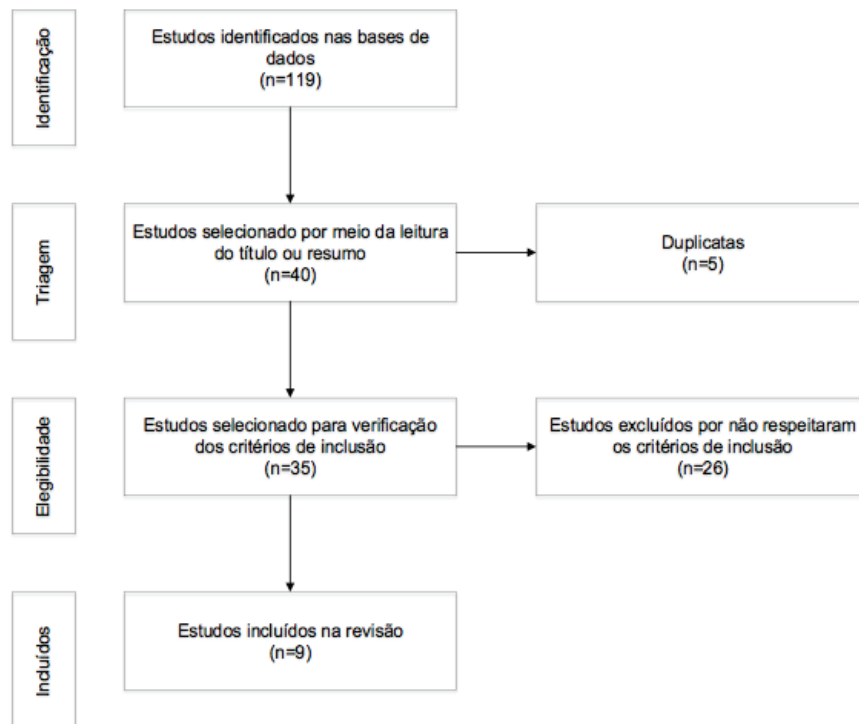 Identificação
Estudos identificados nas bases de
dados
(n=119)
Triagem
Estudos selecionado por meio da leitura
do título ou resumo
(n=40)
Duplicatas
(n=5)
Elegibilidade
Estudos selecionado para verificação
dos critérios de inclusão
(n=35)
Estudos excluídos por não respeitaram
os critérios de inclusão
(n=26)
Incluídos
Estudos incluídos na revisão
(n=9)